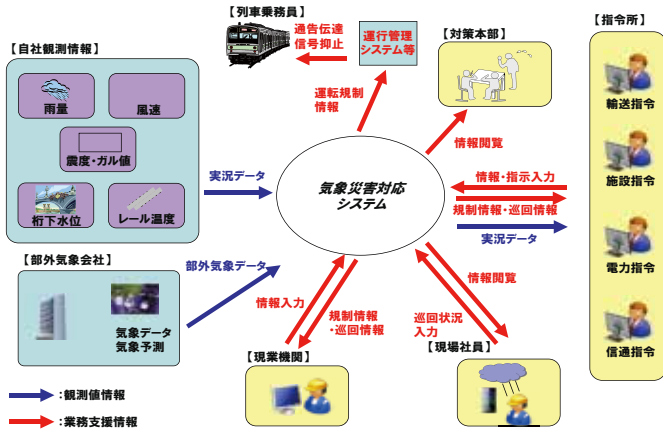 【列車乗務員】
通告伝達
信号抑止
運行管理
システム等
【対策本部】
【指令所】
【自社観測情報】
雨量
風速
震度・ガル値
桁下水位
レール温度
運転規制
情報
情報閲覧
輸送指令
施設指令
電力指令
信通指令
実況データ
気象災害対応
システム
情報・指示入力
規制情報・巡回情報
実況データ
【部外気象会社】
部外気象データ
気象データ
気象予測
情報入力
規制情報
・巡回情報
巡回状況
入力
情報閲覧
【現業機関】
【現場社員】
:観測値情報
:業務支援情報